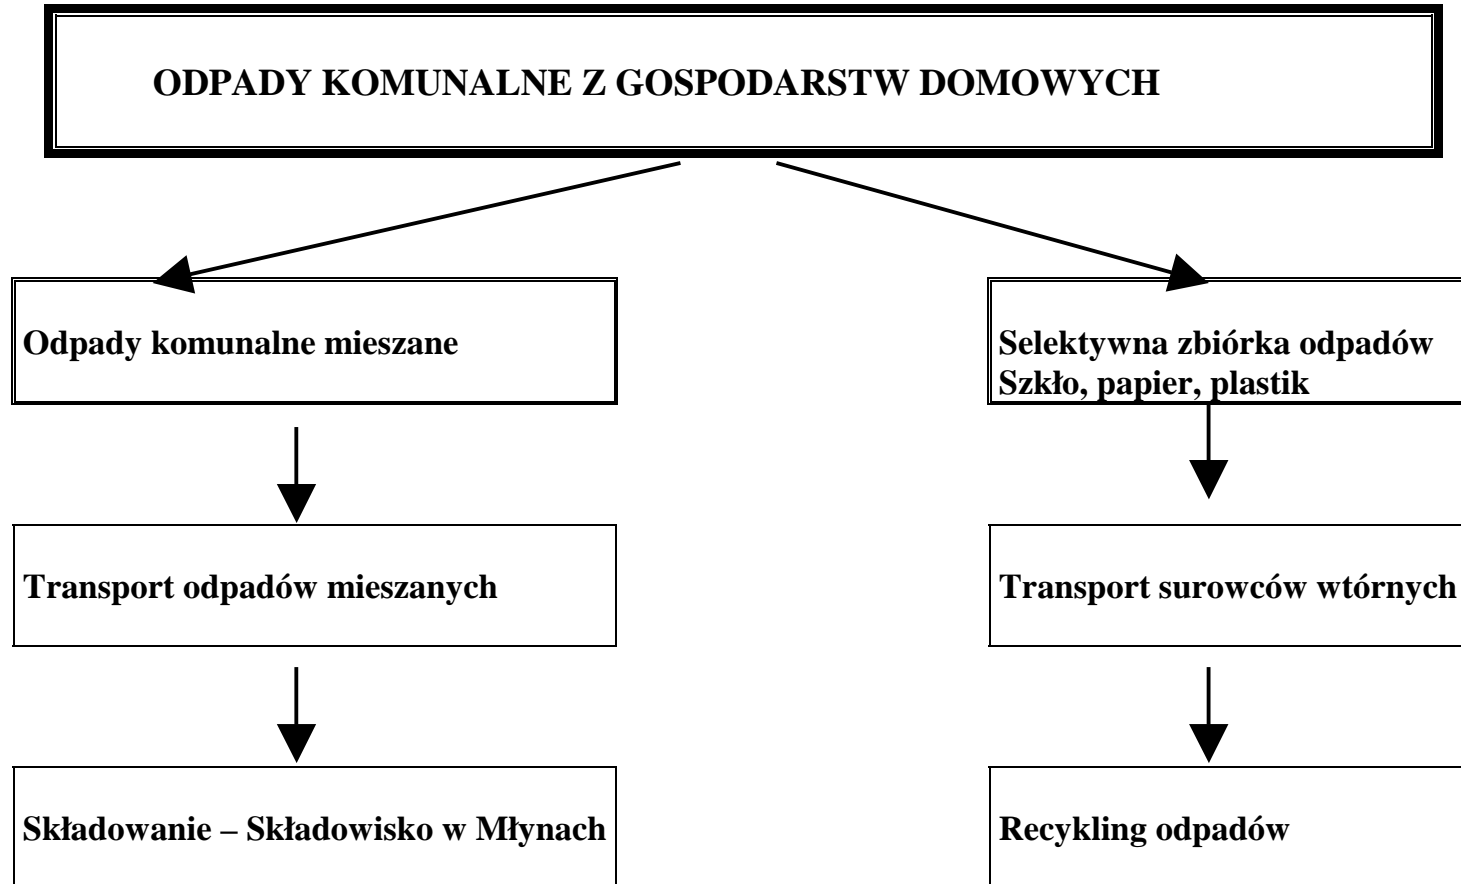 ODPADY KOMUNALNE Z GOSPODARSTW DOMOWYCH
Odpady komunalne mieszane
Selektywna zbiórka odpadów
Szkło, papier, plastik
Transport odpadów mieszanych
Transport surowców wtórnych
Składowanie – Składowisko w Młynach
Recykling odpadów